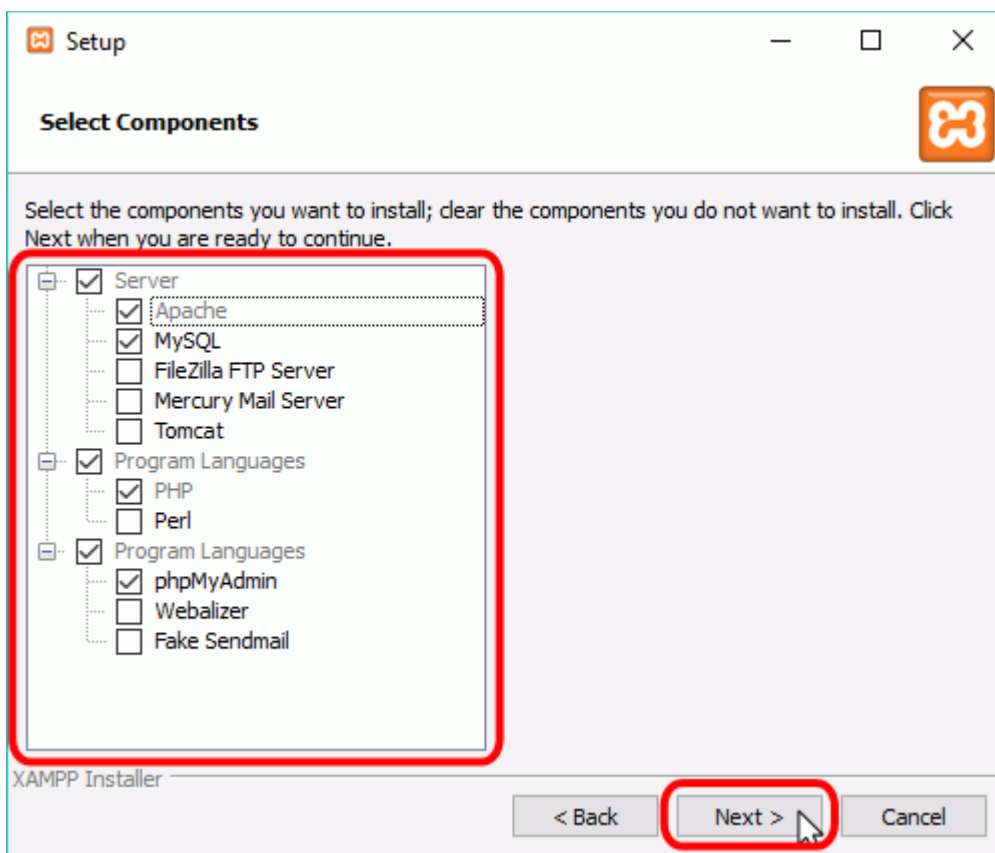 Setup
Select Components
Select the components you want to install; clear the components you do not want to install. Click
Next when you are ready to continue.
Server
Apache
MySQL
FileZilla FTP Server
Mercury Mail Server
Tomcat
Program Languages
PHP
Perl
Program Languages
phpMyAdmin
Webalizer
Fake Sendmail
XAMPP Installer
< Back
Next >
Cancel